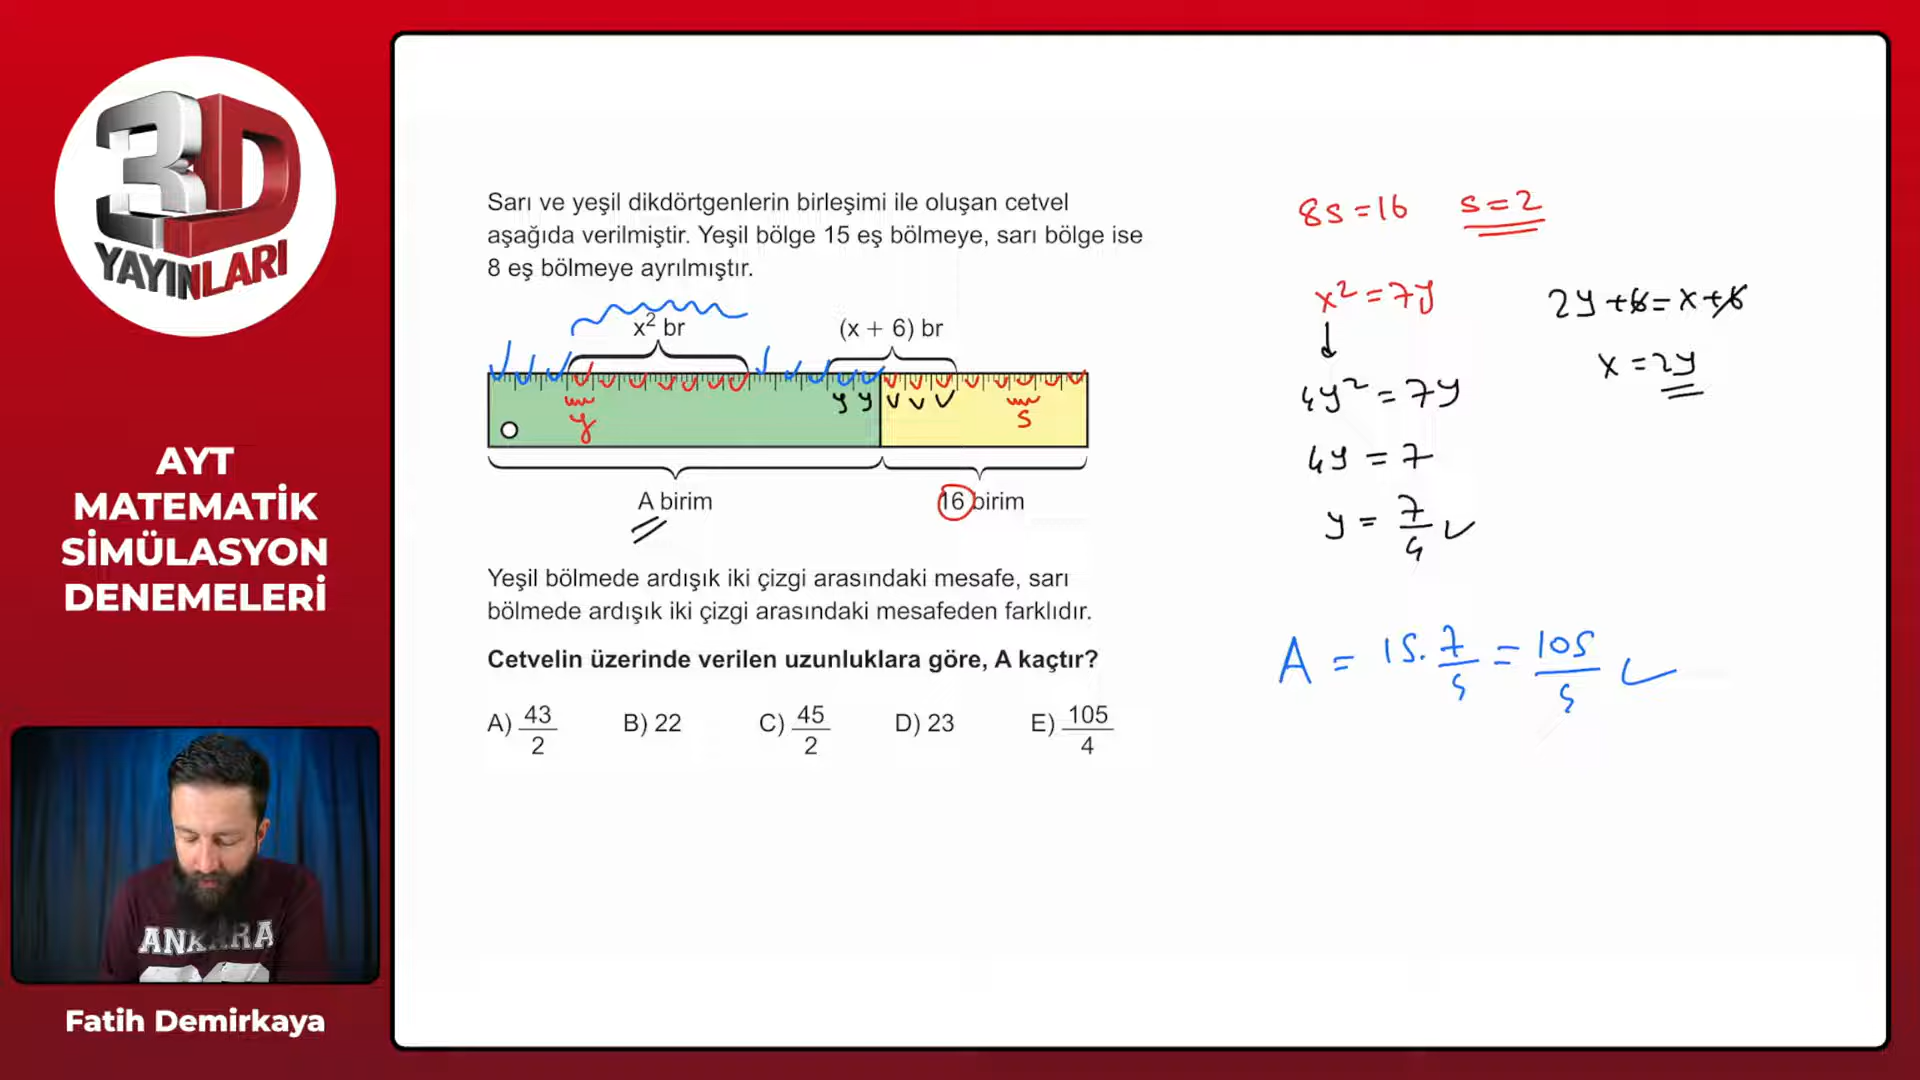 3D
YAYINLARI
AYT
MATEMATİK
SİMÜLASYON
DENEMELERİ
ANKARA
Fatih Demirkaya
Sarı ve yeşil dikdörtgenlerin birleşimi ile oluşan cetvel
aşağıda verilmiştir. Yeşil bölge 15 eş bölmeye, sarı bölge ise
8 eş bölmeye ayrılmıştır.
x² br
(x + 6) br
y
y y
s
A birim
16 birim
Yeşil bölmede ardışık iki çizgi arasındaki mesafe, sarı
bölmede ardışık iki çizgi arasındaki mesafeden farklıdır.
Cetvelin üzerinde verilen uzunluklara göre, A kaçtır?
A) 43/2 B) 22 C) 45/2 D) 23 E) 105/4
8s = 16 s = 2
x² = 7y 2y + 6 = x + 6
x = 2y
4y² = 7y
4y = 7
y = 7/4
A = 15 . 7/4 = 105/4